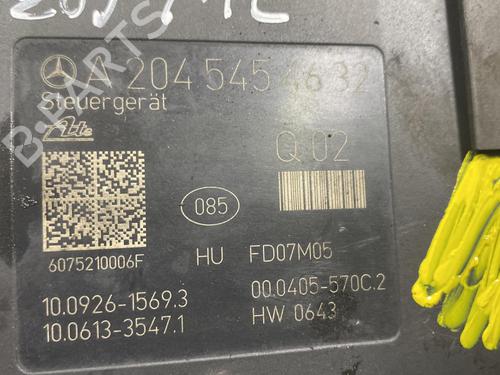 A 204 545 46 32
Steuergerät
Ate
Q 02
085
6075210006F
HU FD07M05
10.0926-1569.3
00.0405-570C.2
10.0613-3547.1
HW 0643
B-PARTS